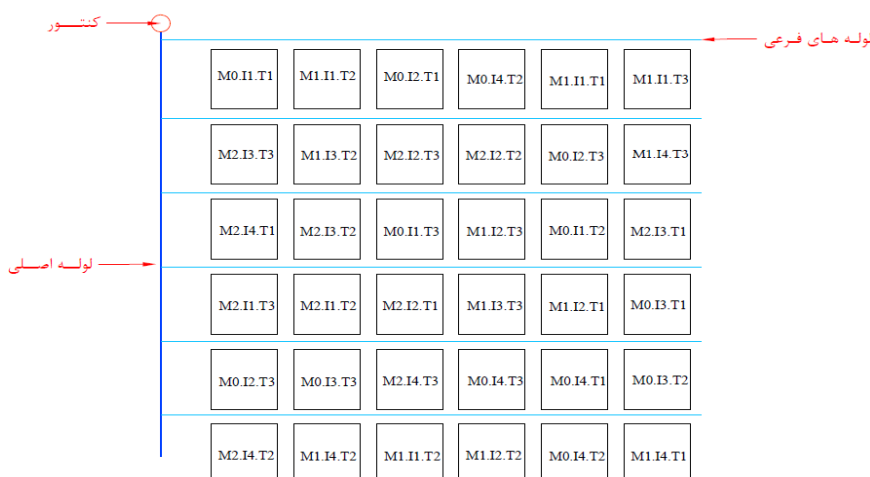 کنتـــور
لولـه هـای فـرعی
M0.I1.T1 M1.I1.T2 M0.I2.T1 M0.I4.T2 M1.I1.T1 M1.I1.T3
M2.I3.T3 M1.I3.T2 M2.I2.T3 M2.I2.T2 M0.I2.T3 M1.I4.T3
M2.I4.T1 M2.I3.T2 M0.I1.T3 M1.I2.T3 M0.I1.T2 M2.I3.T1
لولـــه اصـــلی
M2.I1.T3 M2.I1.T2 M2.I2.T1 M1.I3.T3 M1.I2.T1 M0.I3.T1
M0.I2.T3 M0.I3.T3 M2.I4.T3 M0.I4.T3 M0.I4.T1 M0.I3.T2
M2.I4.T2 M1.I4.T2 M1.I1.T2 M1.I2.T2 M0.I4.T2 M1.I4.T1